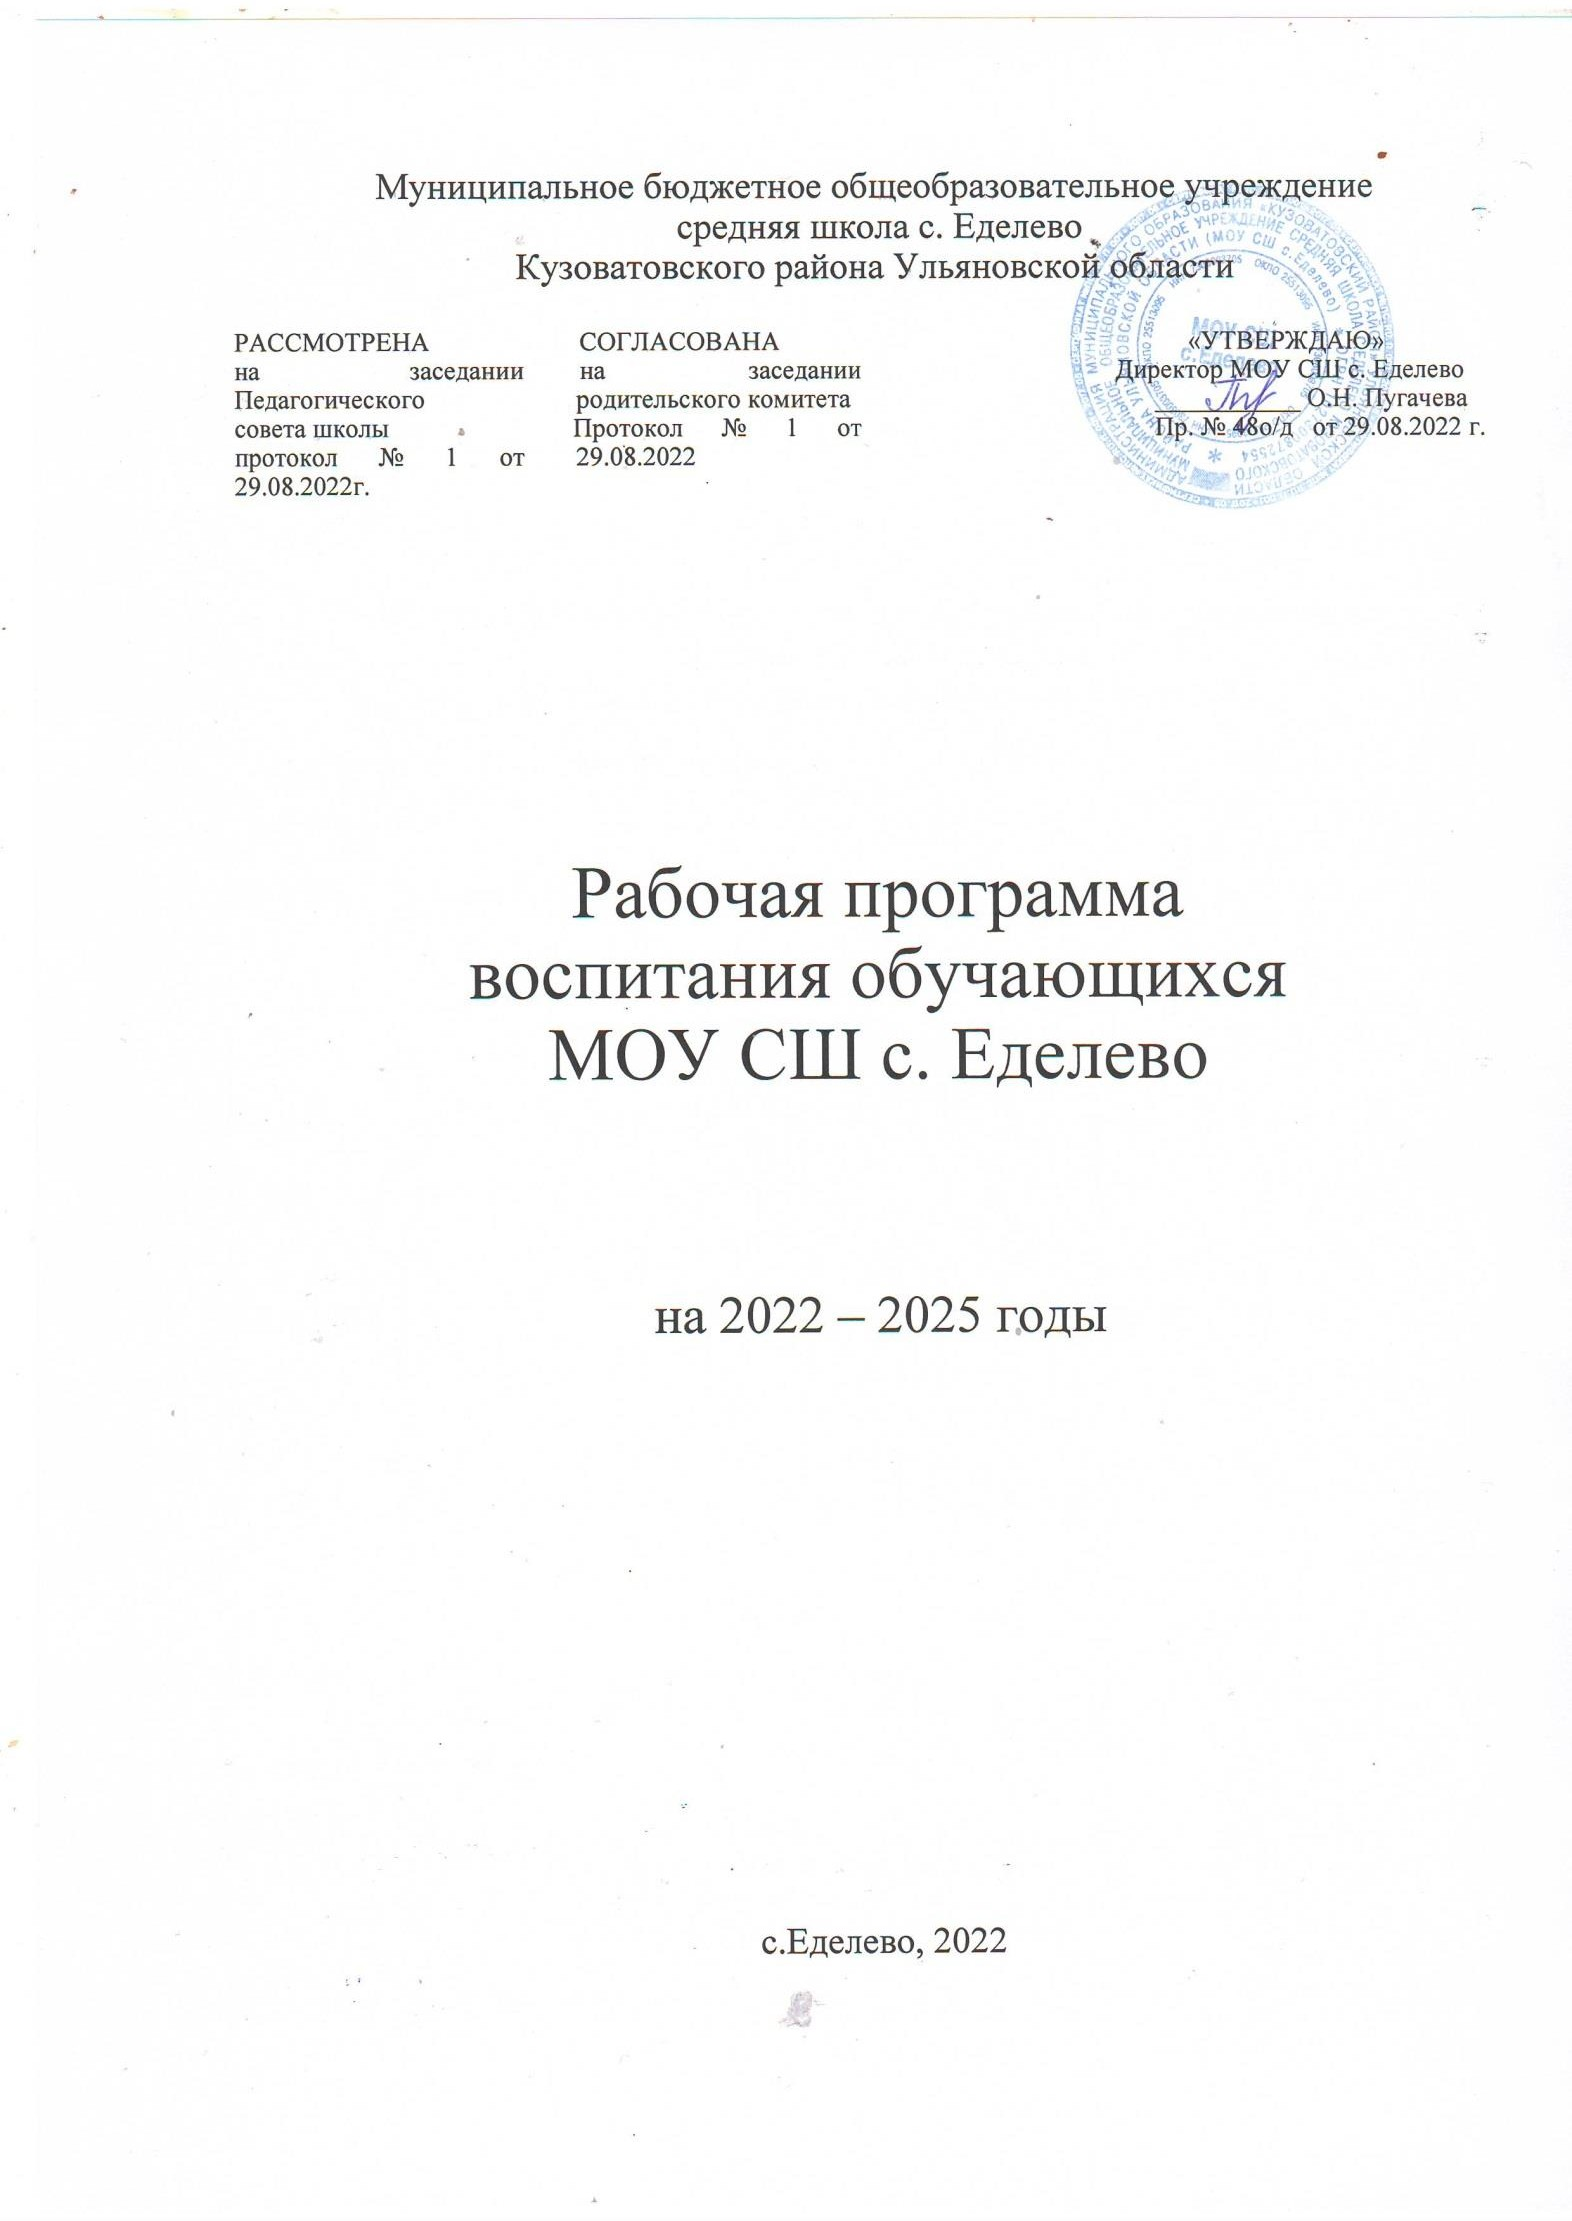 Муниципальное бюджетное общеобразовательное учреждение
средняя школа с. Еделево
Кузоватовского района Ульяновской области
РАССМОТРЕНА
на заседании
Педагогического
совета школы
протокол № 1 от
29.08.2022г.
СОГЛАСОВАНА
на заседании
родительского комитета
Протокол № 1 от
29.08.2022
«УТВЕРЖДАЮ»
Директор МОУ СШ с. Еделево
О.Н. Пугачева
Пр. № 48о/д от 29.08.2022 г.
МОУ СШ
с. Еделево
Рабочая программа
воспитания обучающихся
МОУ СШ с. Еделево
на 2022 – 2025 годы
с.Еделево, 2022